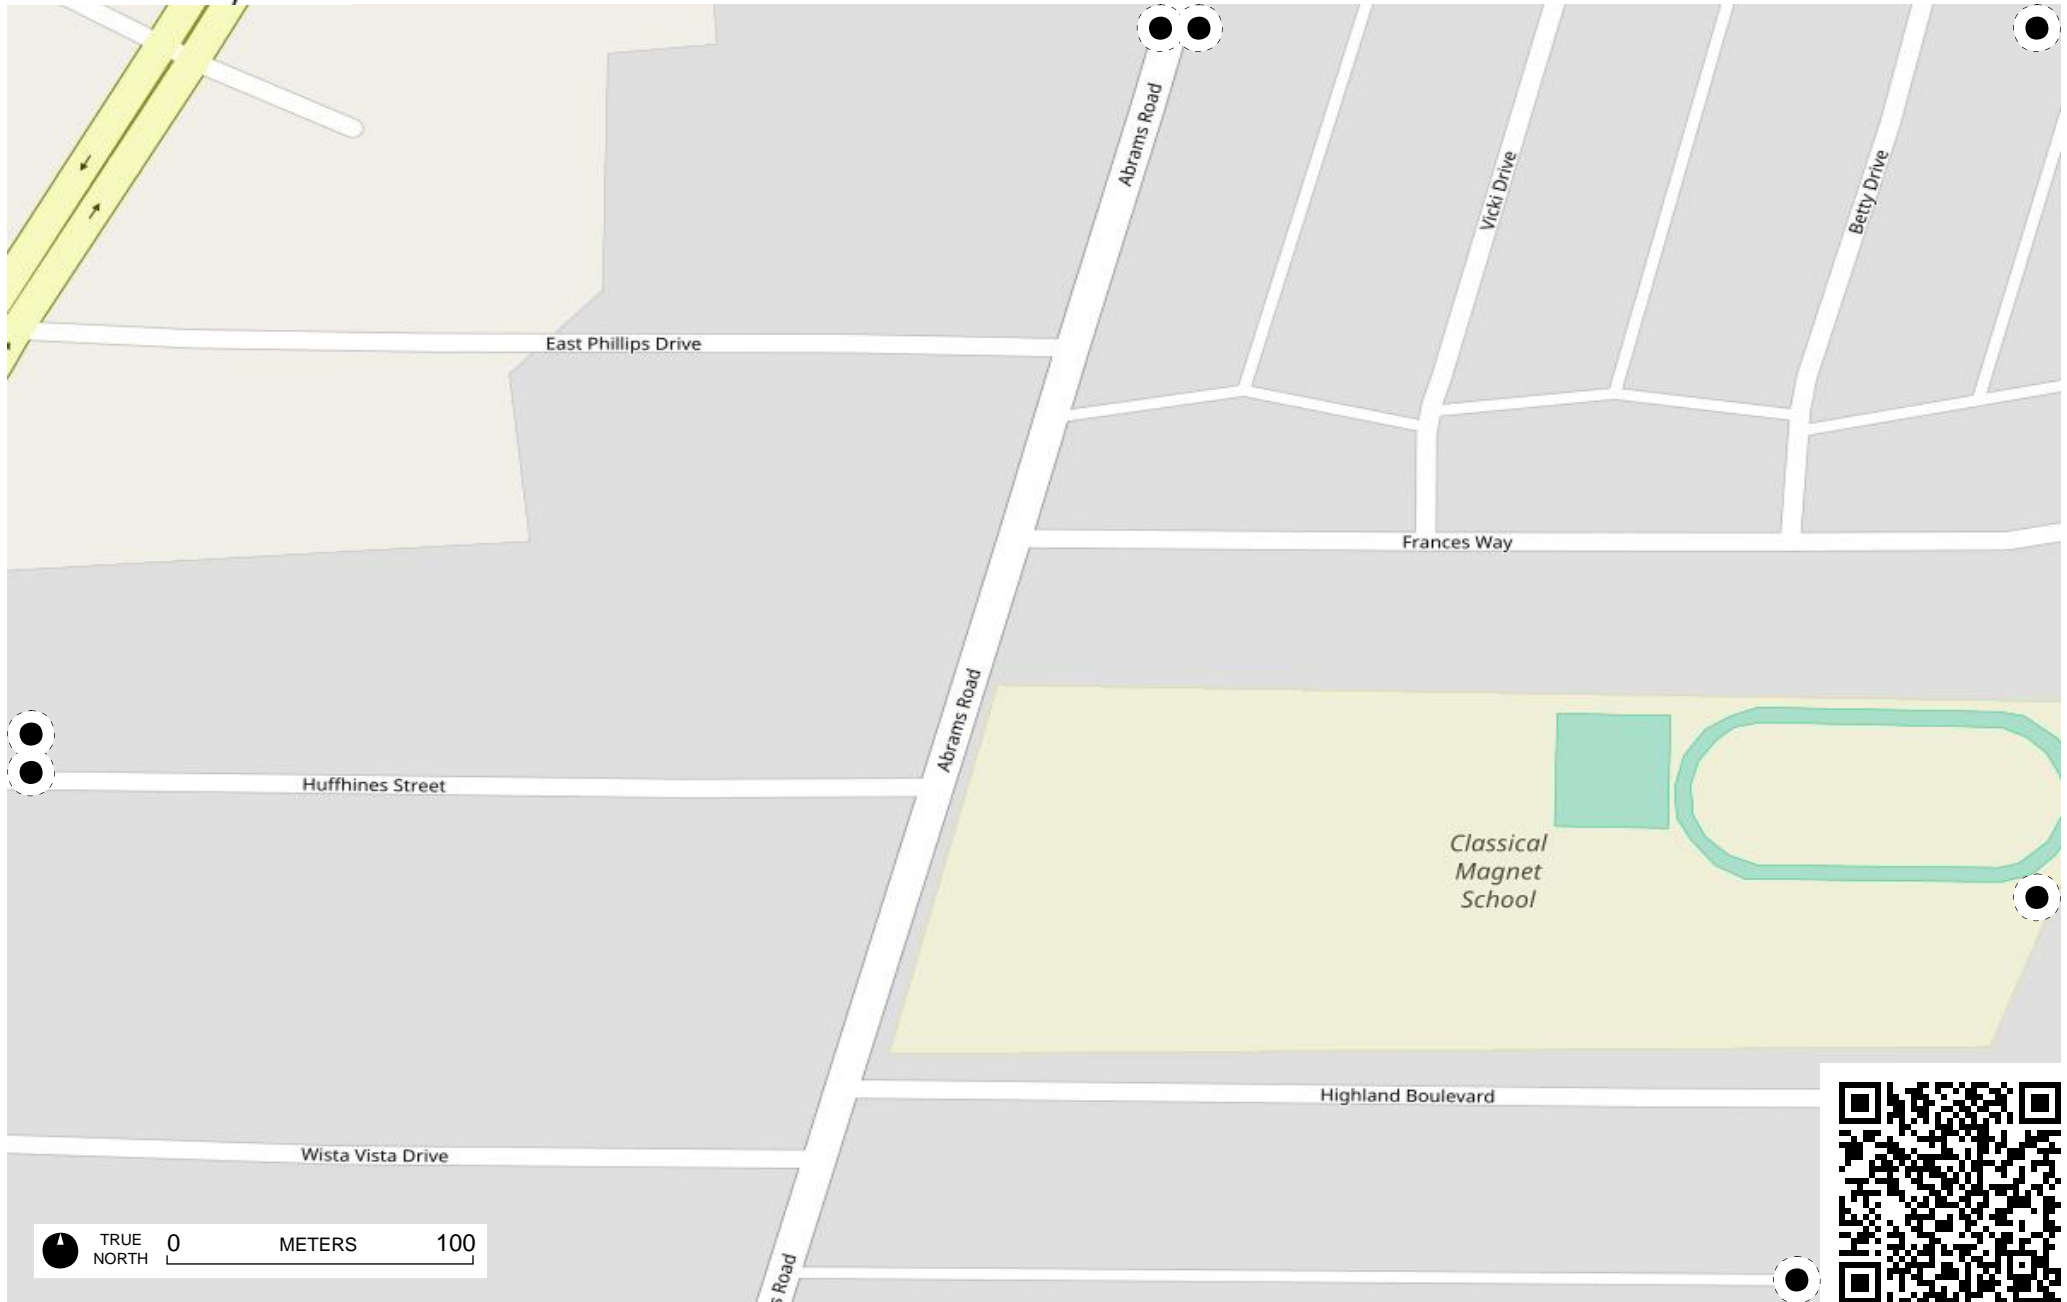 Abrams Road
Vicki Drive
Betty Drive
East Phillips Drive
Frances Way
Abrams Road
Huffhines Street
Classical
Magnet
School
Highland Boulevard
Wista Vista Drive
TRUE
NORTH
0 METERS 100
s Road